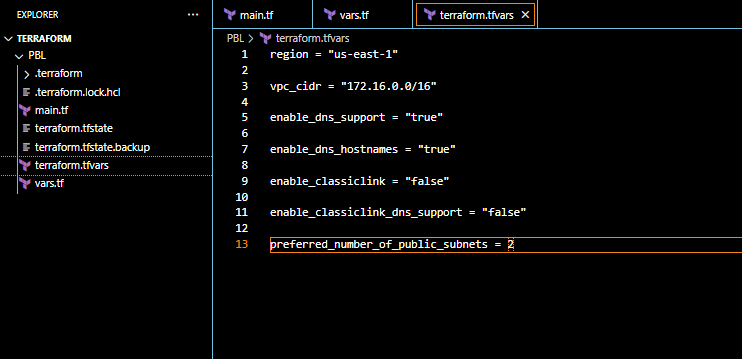 EXPLORER
···
TERRAFORM
PBL
.terraform
.terraform.lock.hcl
main.tf
terraform.tfstate
terraform.tfstate.backup
terraform.tfvars
vars.tf
main.tf
vars.tf
terraform.tfvars ×
PBL > terraform.tfvars
1 region = "us-east-1"
2
3 vpc_cidr = "172.16.0.0/16"
4
5 enable_dns_support = "true"
6
7 enable_dns_hostnames = "true"
8
9 enable_classiclink = "false"
10
11 enable_classiclink_dns_support = "false"
12
13 preferred_number_of_public_subnets = 2